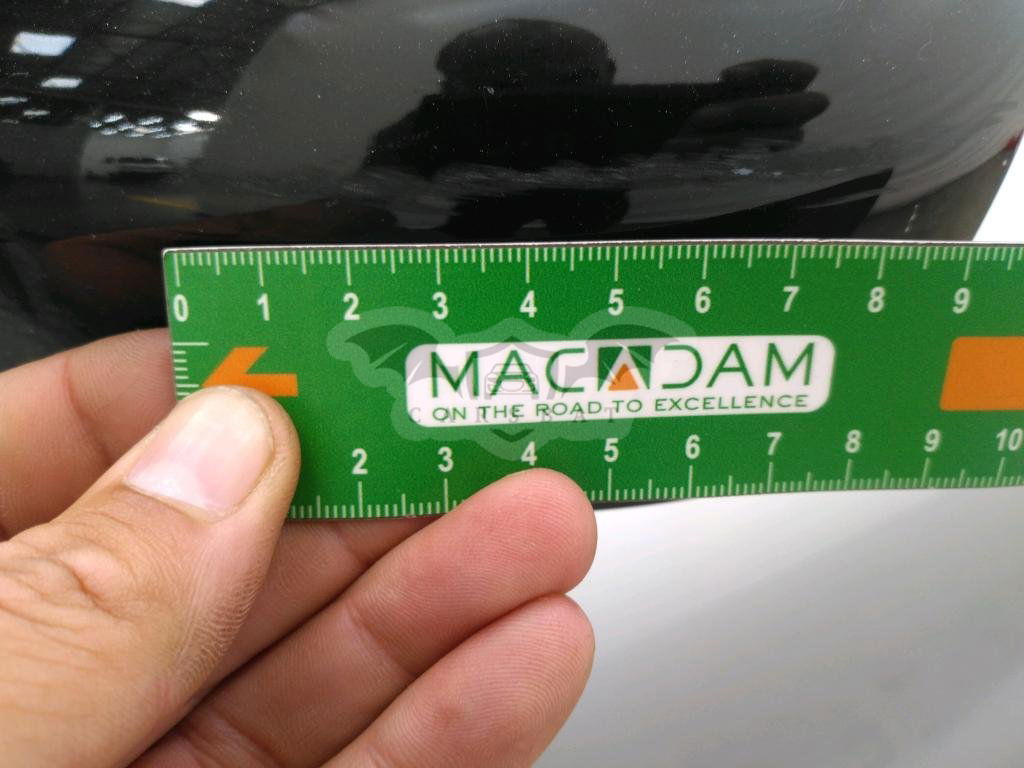 0 1 2 3 4 5 6 7 8 9
MACADAM
ON THE ROAD TO EXCELLENCE
CARSBAT
2 3 4 5 6 7 8 9 10